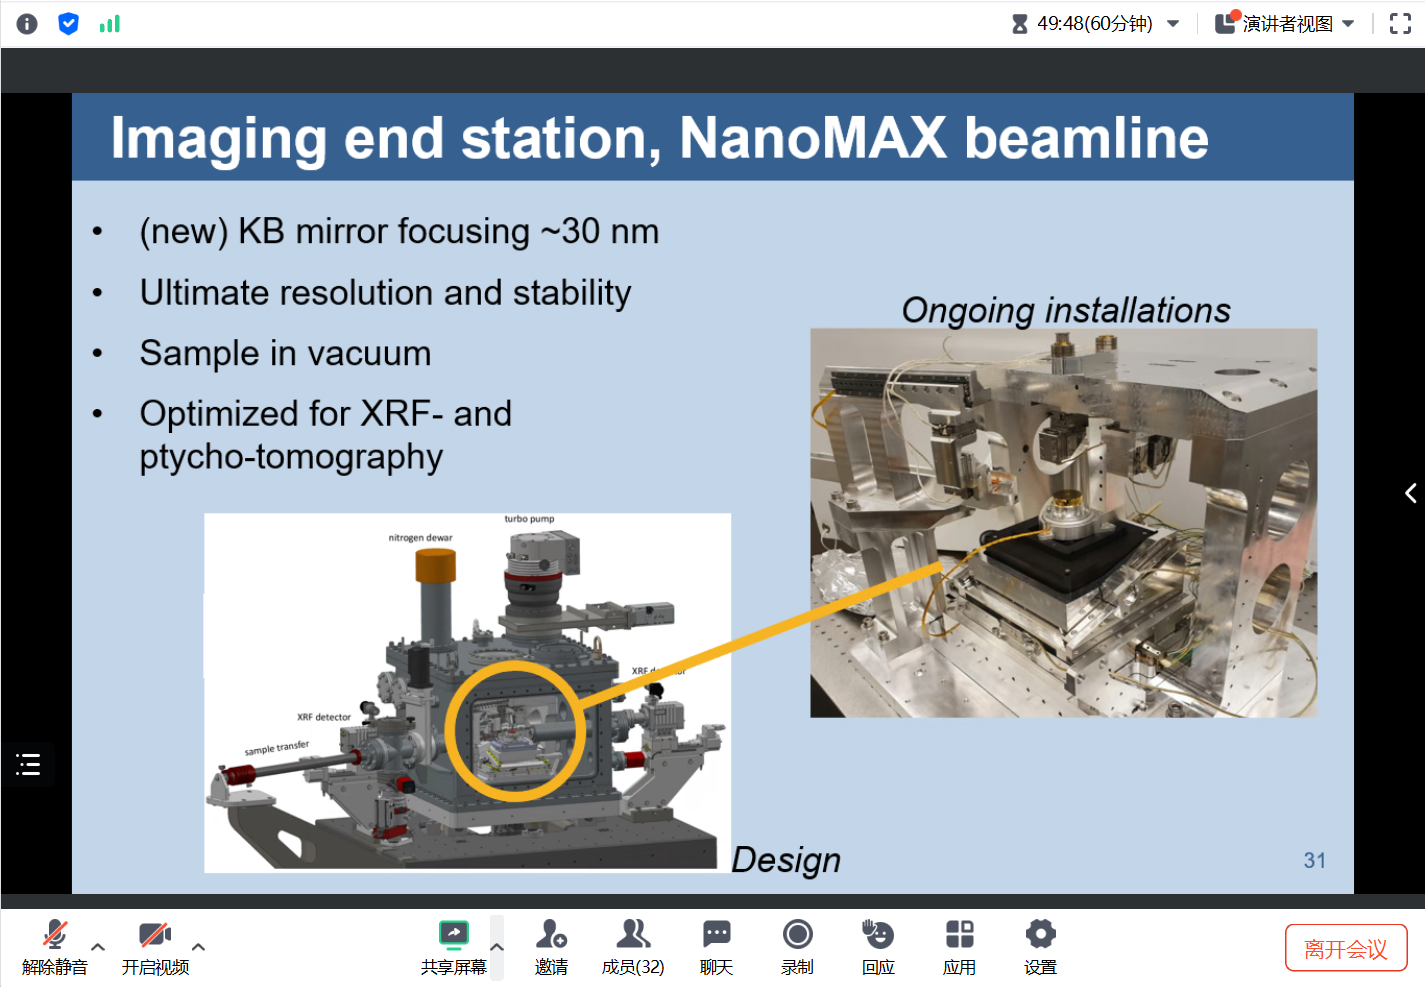 49:48(60分钟)
演讲者视图
Imaging end station, NanoMAX beamline
• (new) KB mirror focusing ~30 nm
• Ultimate resolution and stability
• Sample in vacuum
• Optimized for XRF- and
ptycho-tomography
Ongoing installations
turbo pump
nitrogen dewar
XRF detector
sample transfer
XRF
Design
31
解除静音
开启视频
共享屏幕
邀请
成员(32)
聊天
录制
回应
应用
设置
离开会议